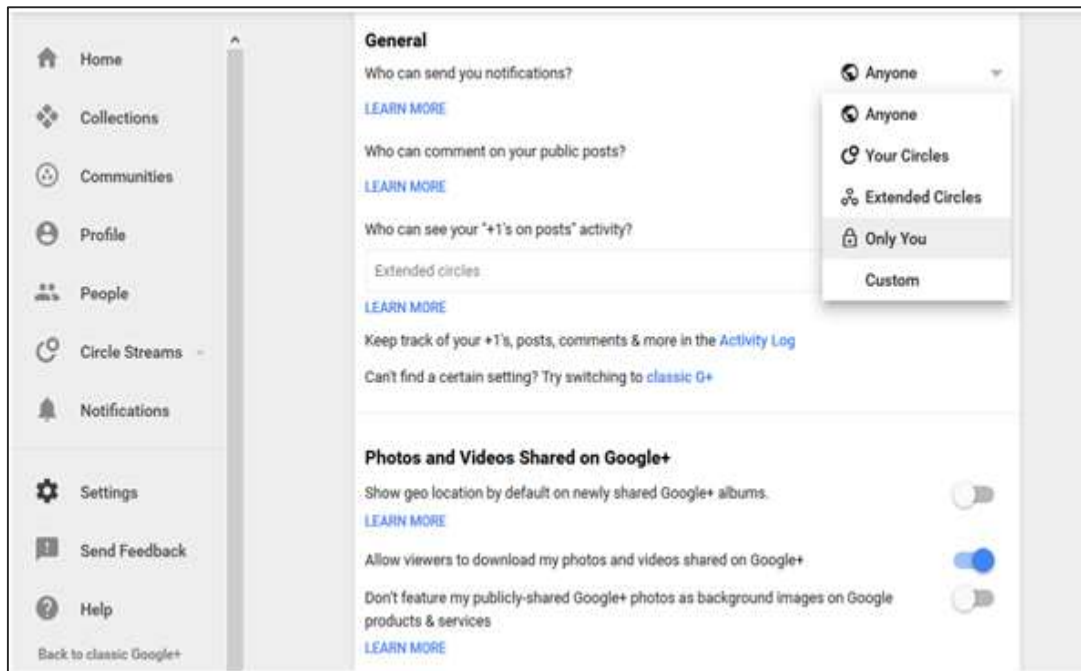 Home
Collections
Communities
Profile
People
Circle Streams
Notifications
Settings
Send Feedback
Help
Back to classic Google+
General
Who can send you notifications?
Anyone
LEARN MORE
Anyone
Your Circles
Extended Circles
Only You
Custom
Who can comment on your public posts?
LEARN MORE
Who can see your "+1's on posts" activity?
Extended circles
LEARN MORE
Keep track of your +1's, posts, comments & more in the Activity Log
Can't find a certain setting? Try switching to classic G+
Photos and Videos Shared on Google+
Show geo location by default on newly shared Google+ albums.
LEARN MORE
Allow viewers to download my photos and videos shared on Google+
Don't feature my publicly-shared Google+ photos as background images on Google
products & services
LEARN MORE